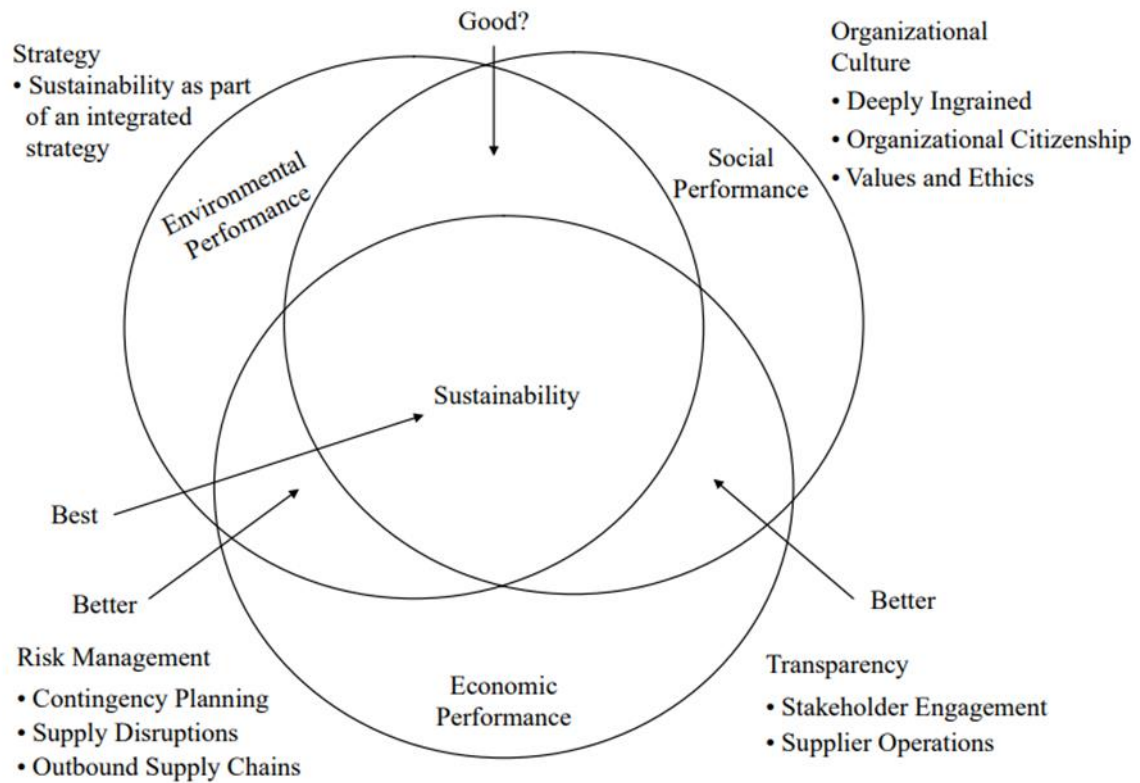 Good?
Strategy
• Sustainability as part
of an integrated
strategy
Organizational
Culture
• Deeply Ingrained
• Organizational Citizenship
• Values and Ethics
Environmental
Performance
Social
Performance
Sustainability
Best
Better
Better
Risk Management
• Contingency Planning
• Supply Disruptions
• Outbound Supply Chains
Economic
Performance
Transparency
• Stakeholder Engagement
• Supplier Operations